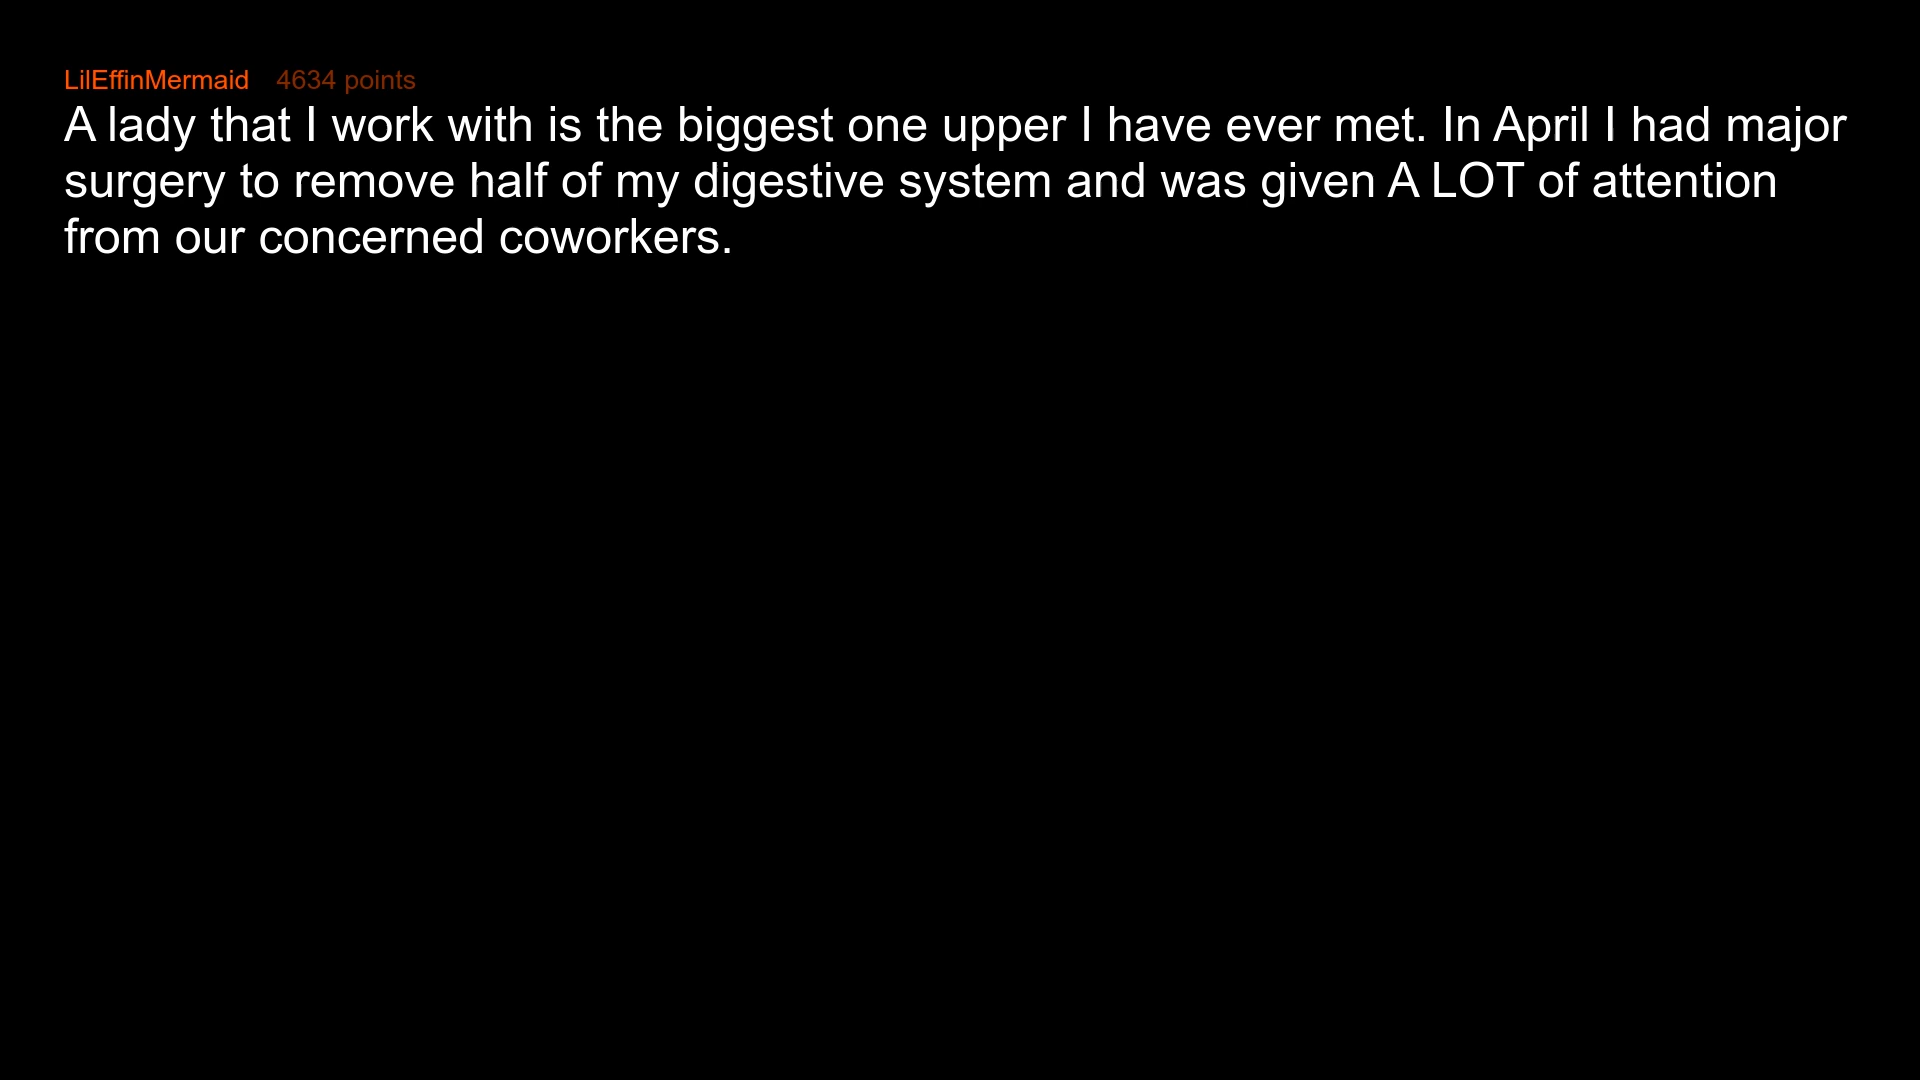 LilEffinMermaid 4634 points
A lady that I work with is the biggest one upper I have ever met. In April I had major
surgery to remove half of my digestive system and was given A LOT of attention
from our concerned coworkers.